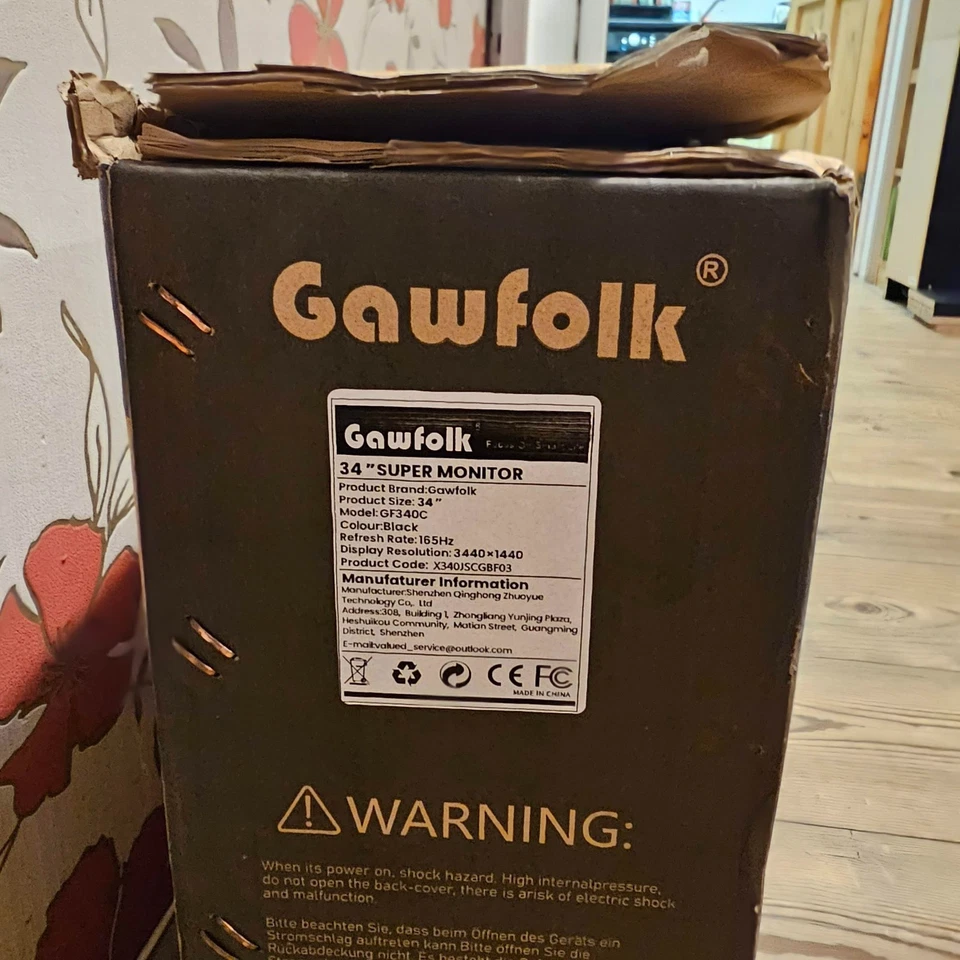 Gawfolk®
Gawfolk
34 "SUPER MONITOR
Product Brand:Gawfolk
Product Size: 34 "
Model:GF340C
Colour:Black
Refresh Rate:165Hz
Display Resolution: 3440×1440
Product Code: X340JSCGBF03
Manufaturer Information
Manufacturer:Shenzhen Qinghong Zhuoyue
Technology Co,. Ltd
Address:308, Building 1, Zhongliang Yunjing Plaza,
Heshuikou Community, Matian Street, Guangming
District, Shenzhen
E-mail:valued_service@outlook.com
CE FC
MADE IN CHINA
WARNING:
When its power on, shock hazard. High internalpressure,
do not open the back-cover, there is arisk of electric shock
and malfunction.
Bitte beachten Sie, dass beim Öffnen des Geräts ein
Stromschlag auftreten kann.Bitte öffnen Sie die
Rückabdeckung nicht. Es besteht die